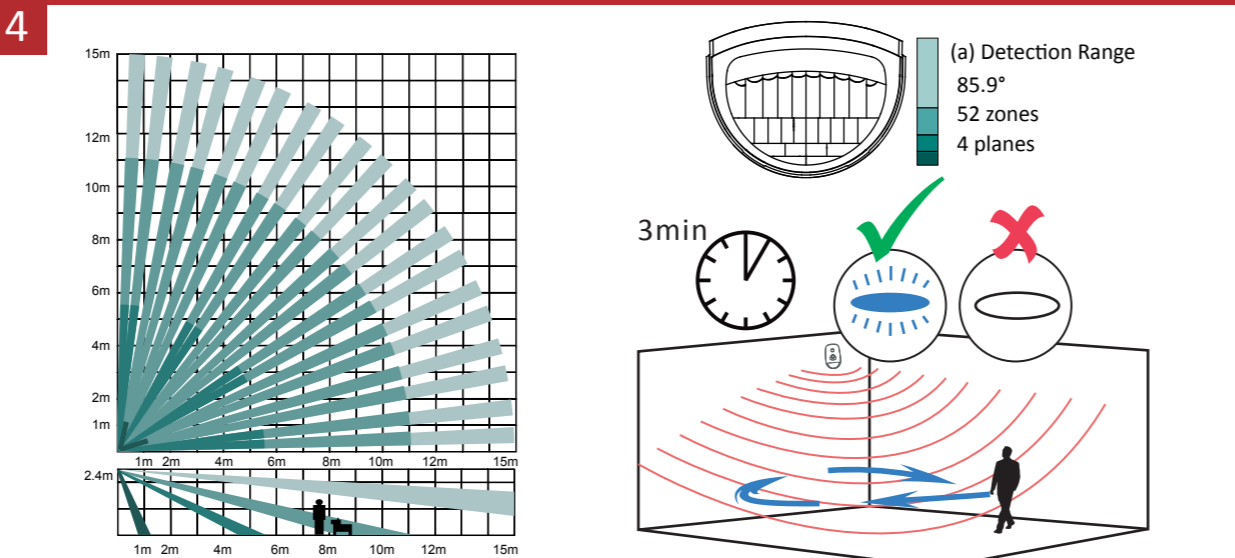 4
15m
12m
10m
8m
6m
4m
2m
1m
1m 2m 4m 6m 8m 10m 12m 15m
2.4m
1m 2m 4m 6m 8m 10m 12m 15m
(a) Detection Range
85.9°
52 zones
4 planes
3min